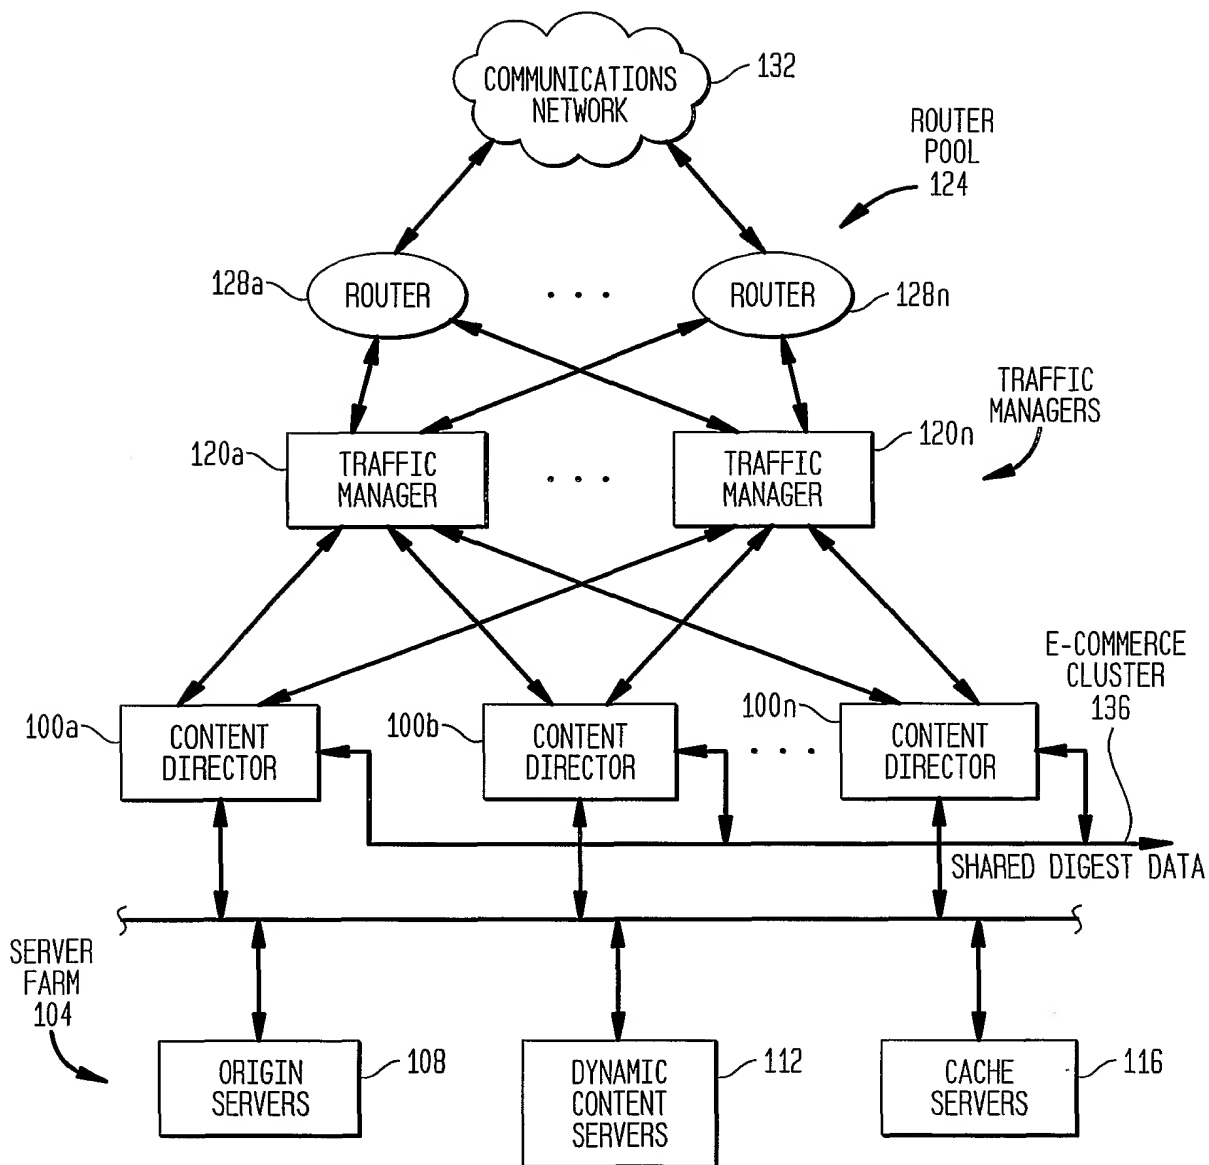 COMMUNICATIONS
NETWORK
132
ROUTER
POOL
124
128a
ROUTER
. . .
ROUTER
128n
TRAFFIC
MANAGERS
120a
TRAFFIC
MANAGER
. . .
TRAFFIC
MANAGER
120n
E-COMMERCE
CLUSTER
136
100a
CONTENT
DIRECTOR
100b
CONTENT
DIRECTOR
. . .
100n
CONTENT
DIRECTOR
SHARED DIGEST DATA
SERVER
FARM
104
ORIGIN
SERVERS
108
DYNAMIC
CONTENT
SERVERS
112
CACHE
SERVERS
116